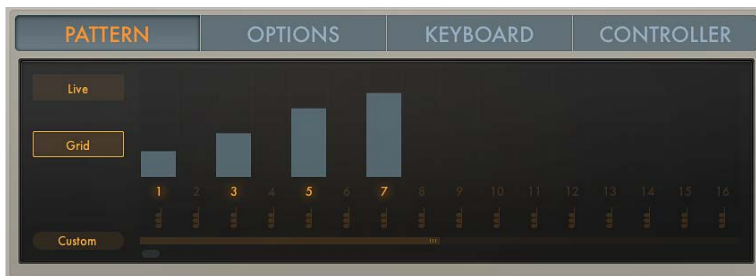 PATTERN OPTIONS KEYBOARD CONTROLLER
Live
Grid
1 2 3 4 5 6 7 8 9 10 11 12 13 14 15 16
Custom